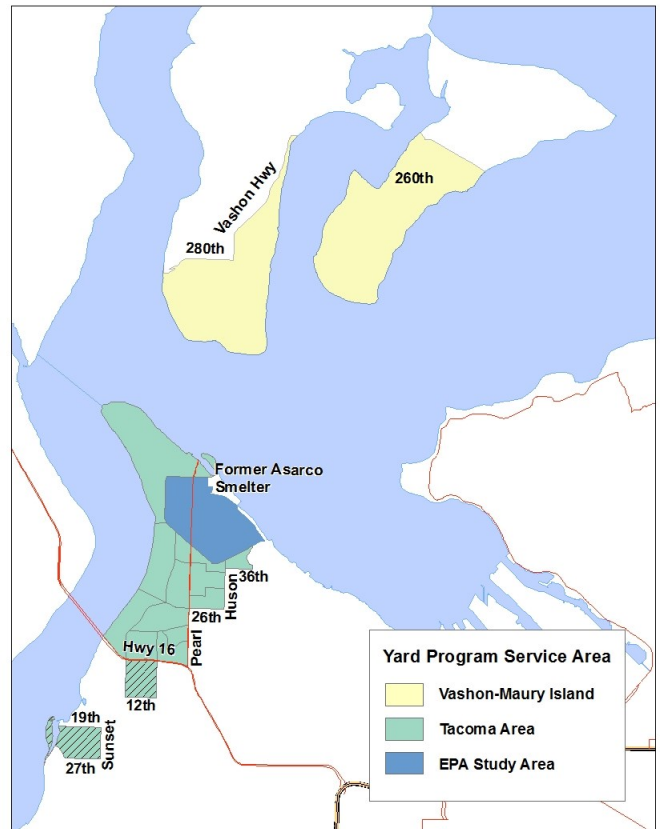 Vashon Hwy
260th
280th
Former Asarco
Smelter
36th
Huson
26th
Pearl
Hwy 16
12th
19th
Sunset
27th
Yard Program Service Area
Vashon-Maury Island
Tacoma Area
EPA Study Area